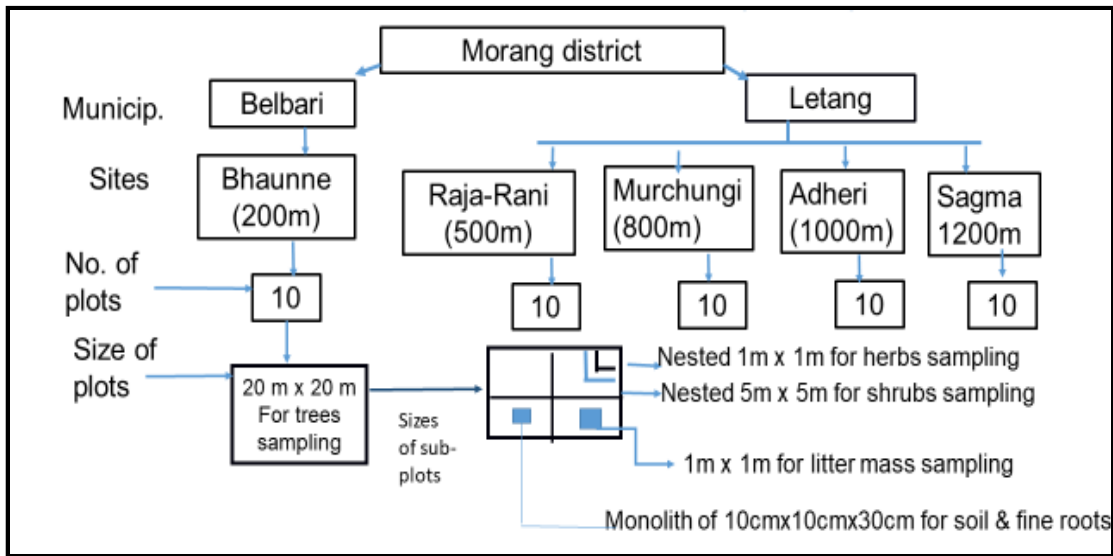 Morang district
Municip.
Belbari
Letang
Sites
Bhaunne
(200m)
Raja-Rani
(500m)
Murchungi
(800m)
Adheri
(1000m)
Sagma
1200m
No. of
plots
10
10
10
10
10
Size of
plots
20 m x 20 m
For trees
sampling
Sizes
of sub-
plots
Nested 1m x 1m for herbs sampling
Nested 5m x 5m for shrubs sampling
1m x 1m for litter mass sampling
Monolith of 10cmx10cmx30cm for soil & fine roots